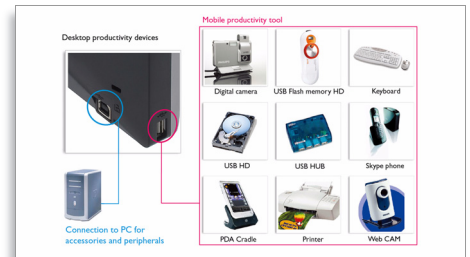 Mobile productivity tool
Desktop productivity devices
Digital camera
USB Flash memory HD
Keyboard
USB HD
USB HUB
Skype phone
Connection to PC for
accessories and peripherals
PDA Cradle
Printer
Web CAM